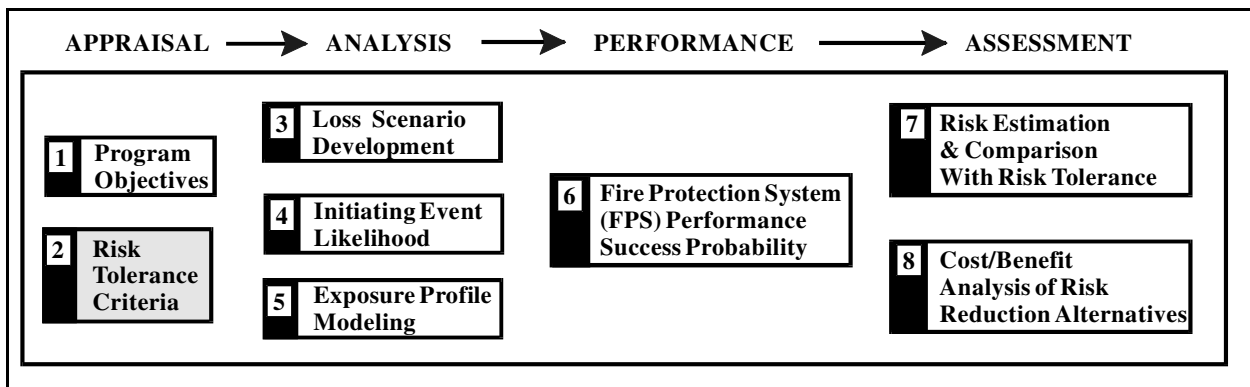 APPRAISAL ANALYSIS PERFORMANCE ASSESSMENT
1 Program
Objectives
2 Risk
Tolerance
Criteria
3 Loss Scenario
Development
4 Initiating Event
Likelihood
5 Exposure Profile
Modeling
6 Fire Protection System
(FPS) Performance
Success Probability
7 Risk Estimation
& Comparison
With Risk Tolerance
8 Cost/Benefit
Analysis of Risk
Reduction Alternatives